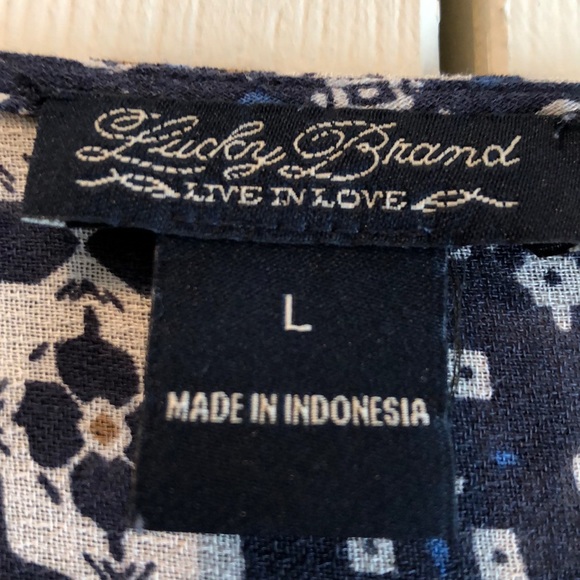 Lucky Brand
LIVE IN LOVE
L
MADE IN INDONESIA